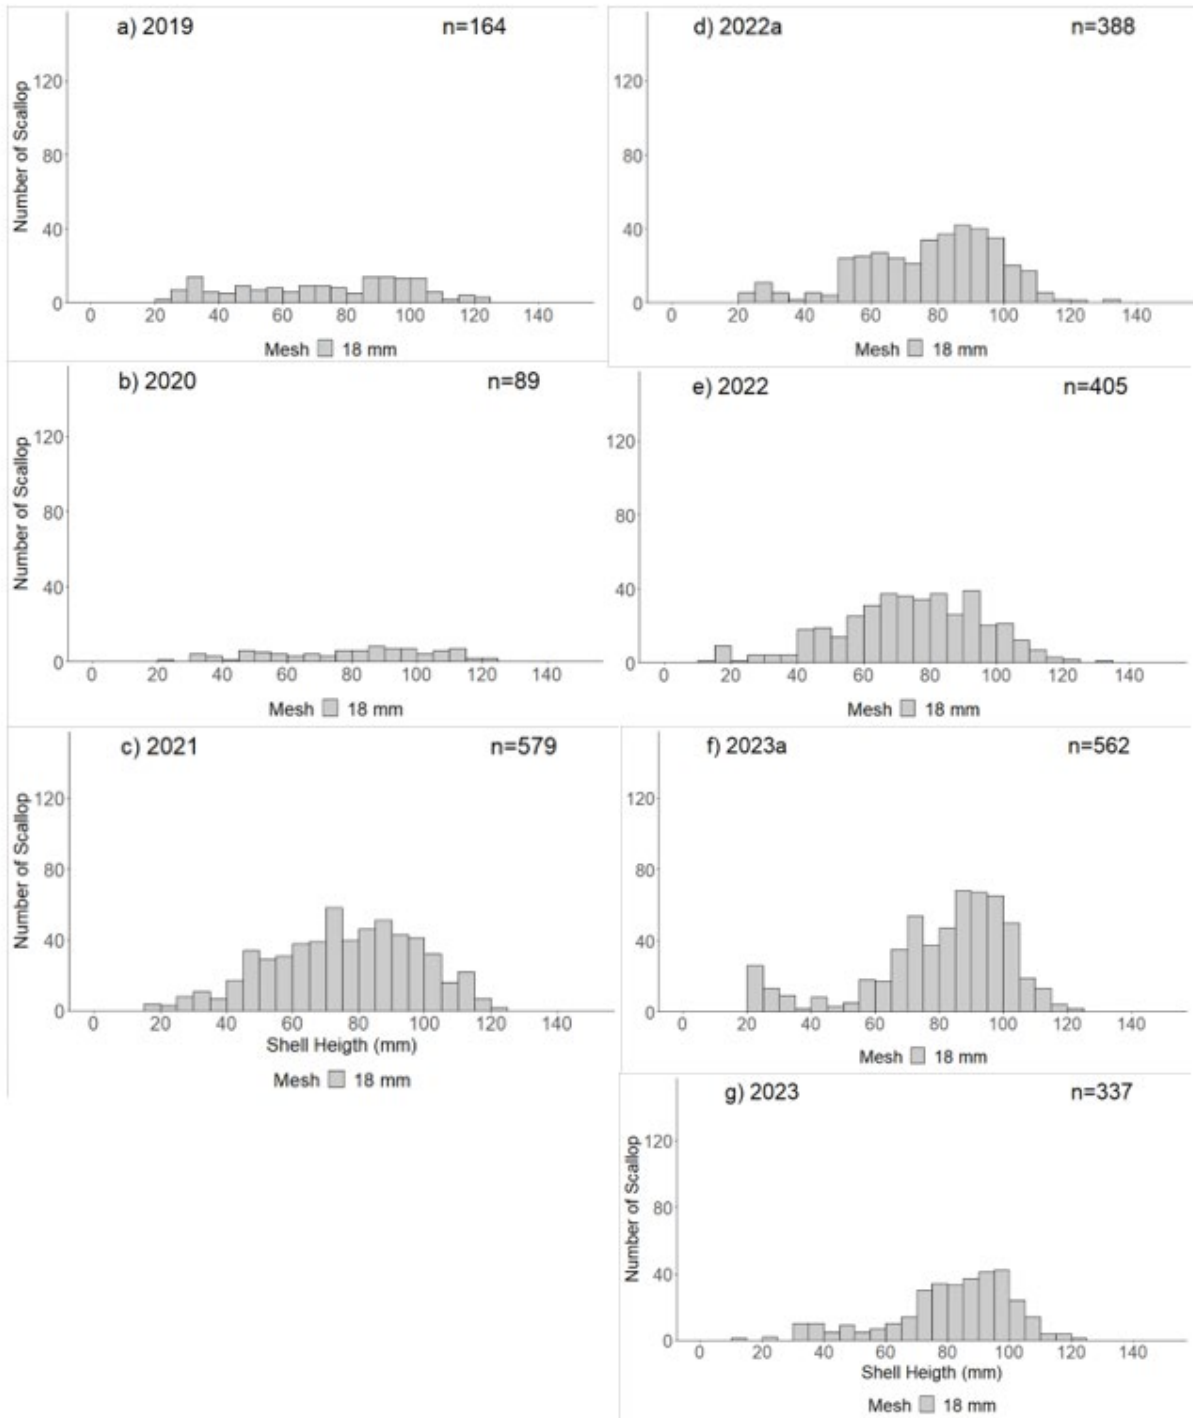 a) 2019 n=164
Number of Scallop
120
80
40
0
0 20 40 60 80 100 120 140
Mesh 18 mm
b) 2020 n=89
Number of Scallop
120
80
40
0
0 20 40 60 80 100 120 140
Mesh 18 mm
c) 2021 n=579
Number of Scallop
120
80
40
0
0 20 40 60 80 100 120 140
Shell Heigth (mm)
Mesh 18 mm
d) 2022a n=388
120
80
40
0
0 20 40 60 80 100 120 140
Mesh 18 mm
e) 2022 n=405
120
80
40
0
0 20 40 60 80 100 120 140
Mesh 18 mm
f) 2023a n=562
120
80
40
0
0 20 40 60 80 100 120 140
Mesh 18 mm
g) 2023 n=337
Number of Scallop
120
80
40
0
0 20 40 60 80 100 120 140
Shell Heigth (mm)
Mesh 18 mm